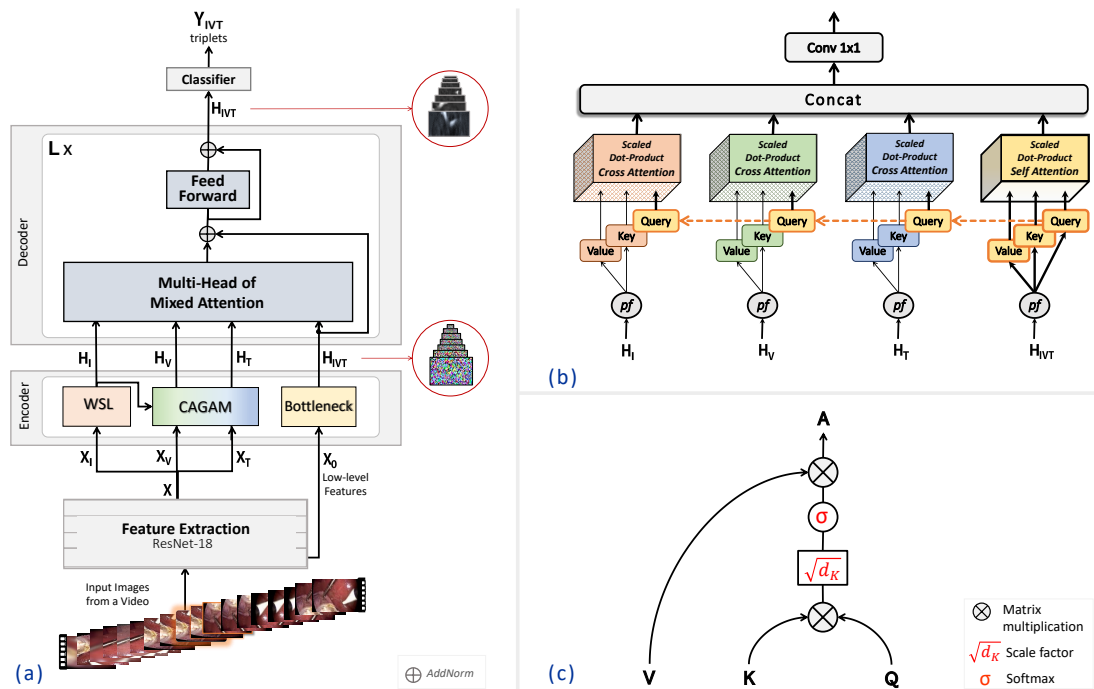 Y_IVT
triplets
Classifier
H_IVT
L x
Feed
Forward
Decoder
Multi-Head of
Mixed Attention
H_I
H_V
H_T
H_IVT
Encoder
WSL
CAGAM
Bottleneck
X_I
X_V
X_T
X_0
Low-level
Features
X
Feature Extraction
ResNet-18
Input Images
from a Video
(a)
⊕ AddNorm
Conv 1x1
Concat
Scaled
Dot-Product
Cross Attention
Scaled
Dot-Product
Cross Attention
Scaled
Dot-Product
Cross Attention
Scaled
Dot-Product
Self Attention
Query
Key
Value
Query
Key
Value
Query
Key
Value
Query
Key
Value
pf
pf
pf
pf
H_I
H_V
H_T
H_IVT
(b)
A
σ
√d_K
V
K
Q
(c)
⊗ Matrix
multiplication
√d_K Scale factor
σ Softmax